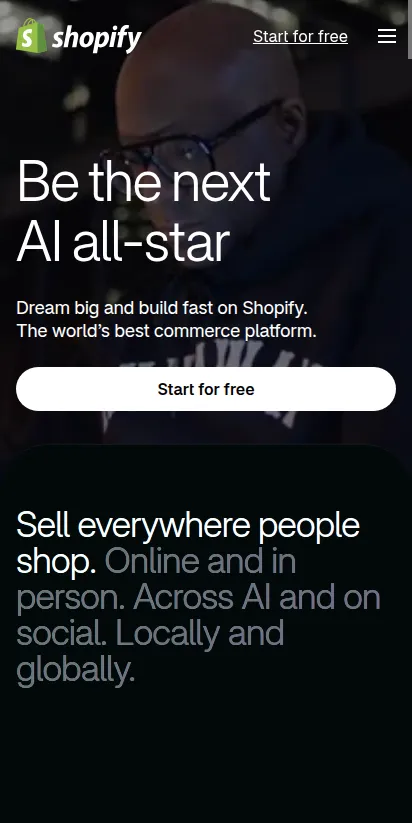 shopify
Start for free
Be the next
AI all-star
Dream big and build fast on Shopify.
The world's best commerce platform.
Start for free
Sell everywhere people
shop. Online and in
person. Across AI and on
social. Locally and
globally.